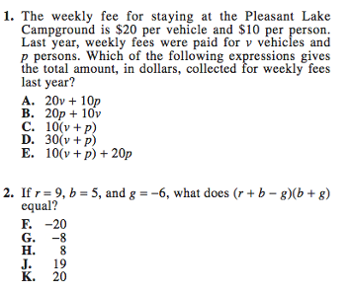 1. The weekly fee for staying at the Pleasant Lake
Campground is $20 per vehicle and $10 per person.
Last year, weekly fees were paid for v vehicles and
p persons. Which of the following expressions gives
the total amount, in dollars, collected for weekly fees
last year?
A. 20v + 10p
B. 20p + 10v
C. 10(v + p)
D. 30(v + p)
E. 10(v + p) + 20p
2. If r = 9, b = 5, and g = −6, what does (r + b − g)(b + g)
equal?
F. −20
G. −8
H. 8
J. 19
K. 20